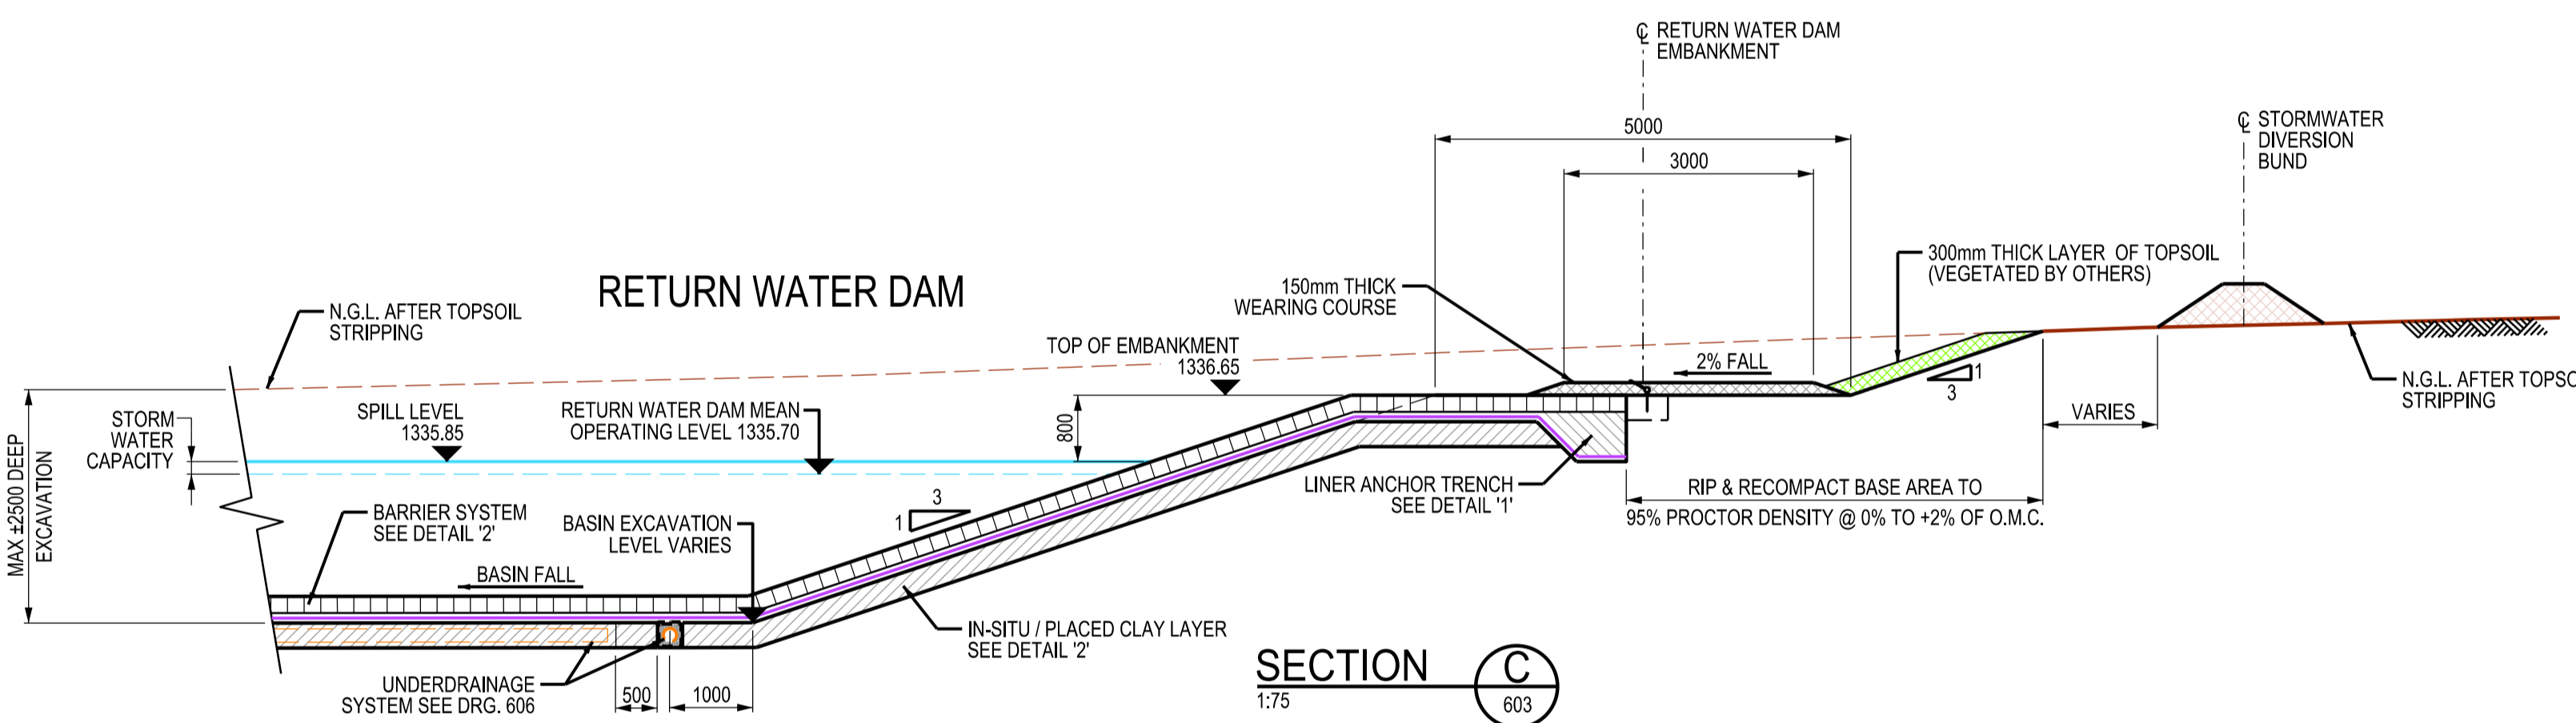 ℄ RETURN WATER DAM
EMBANKMENT
5000
3000
℄ STORMWATER
DIVERSION
BUND
RETURN WATER DAM
N.G.L. AFTER TOPSOIL
STRIPPING
150mm THICK
WEARING COURSE
300mm THICK LAYER OF TOPSOIL
(VEGETATED BY OTHERS)
TOP OF EMBANKMENT
1336.65
2% FALL
1
3
N.G.L. AFTER TOPSO
STRIPPING
VARIES
STORM
WATER
CAPACITY
SPILL LEVEL
1335.85
RETURN WATER DAM MEAN
OPERATING LEVEL 1335.70
800
MAX ±2500 DEEP
EXCAVATION
LINER ANCHOR TRENCH
SEE DETAIL '1'
RIP & RECOMPACT BASE AREA TO
95% PROCTOR DENSITY @ 0% TO +2% OF O.M.C.
BARRIER SYSTEM
SEE DETAIL '2'
BASIN EXCAVATION
LEVEL VARIES
3
1
BASIN FALL
IN-SITU / PLACED CLAY LAYER
SEE DETAIL '2'
UNDERDRAINAGE
SYSTEM SEE DRG. 606
500
1000
SECTION
1:75
C
603